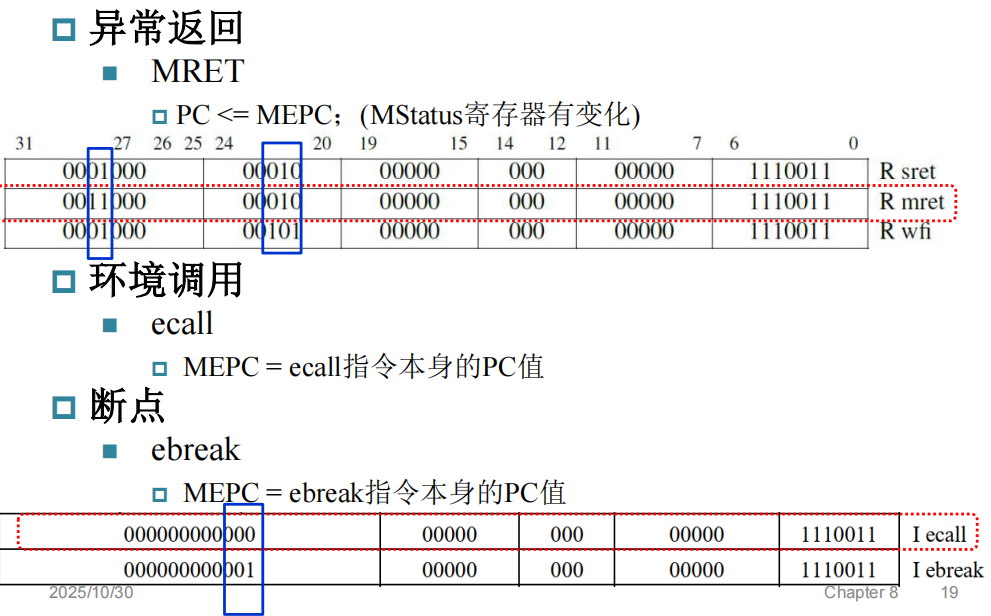 异常返回
MRET
PC <= MEPC；(MStatus寄存器有变化)
31 27 26 25 24 20 19 15 14 12 11 7 6 0
0001000 00010 00000 000 00000 1110011 R sret
0011000 00010 00000 000 00000 1110011 R mret
0001000 00101 00000 000 00000 1110011 R wfi
环境调用
ecall
MEPC = ecall指令本身的PC值
断点
ebreak
MEPC = ebreak指令本身的PC值
000000000000 00000 000 00000 1110011 I ecall
000000000001 00000 000 00000 1110011 I ebreak
2025/10/30 Chapter 8 19